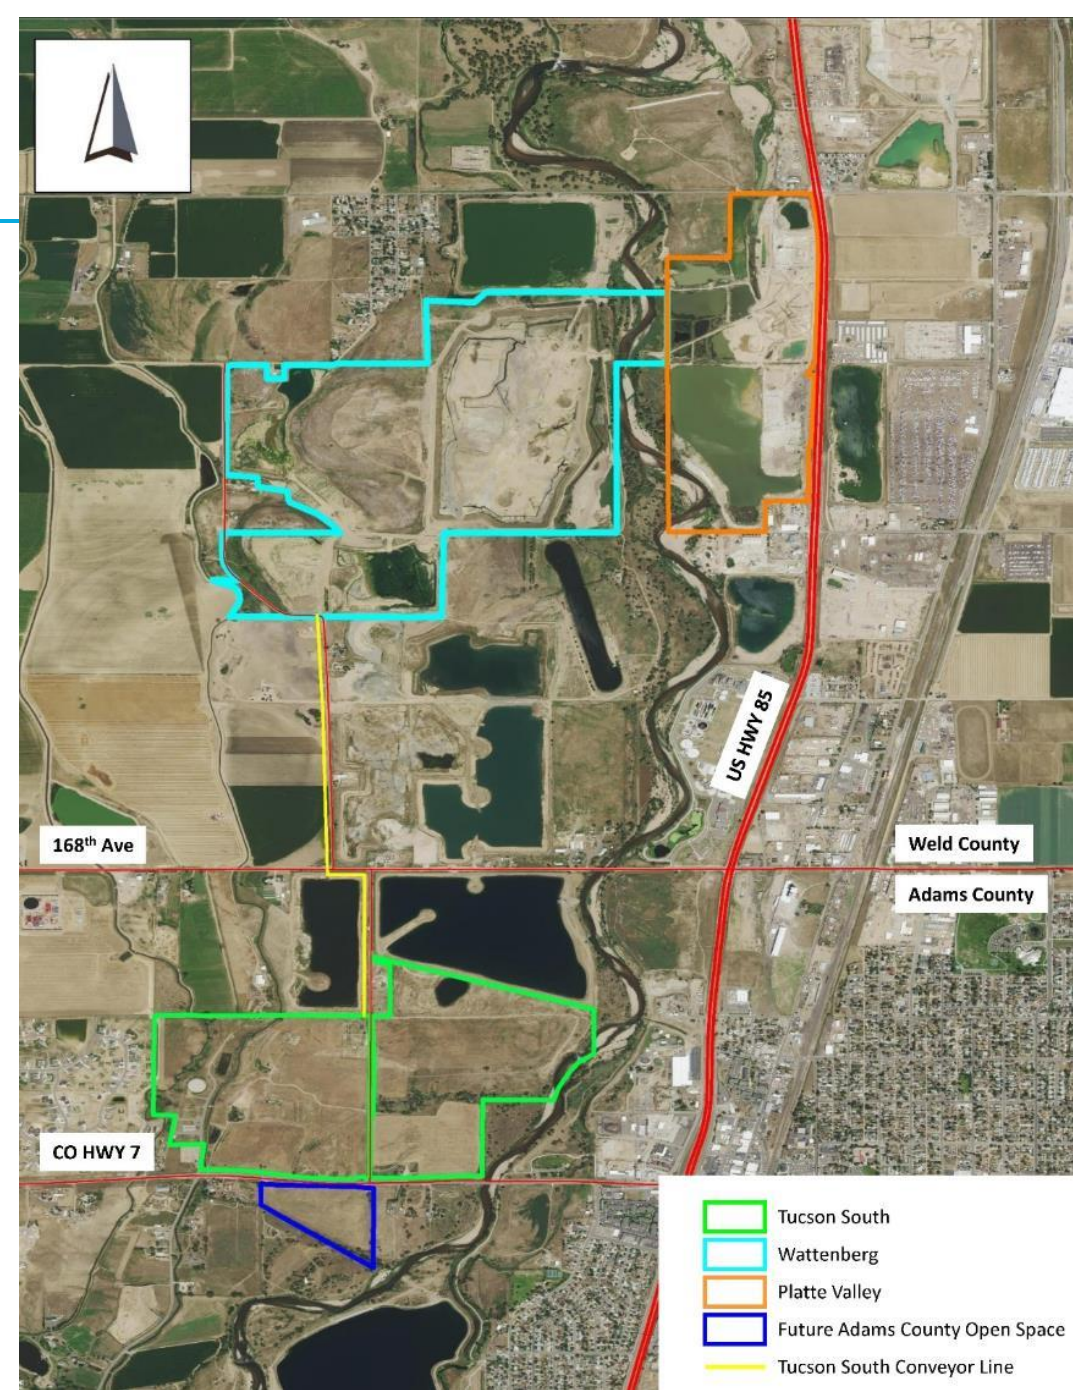 US HWY 85
168th Ave
Weld County
Adams County
CO HWY 7
Tucson South
Wattenberg
Platte Valley
Future Adams County Open Space
Tucson South Conveyor Line